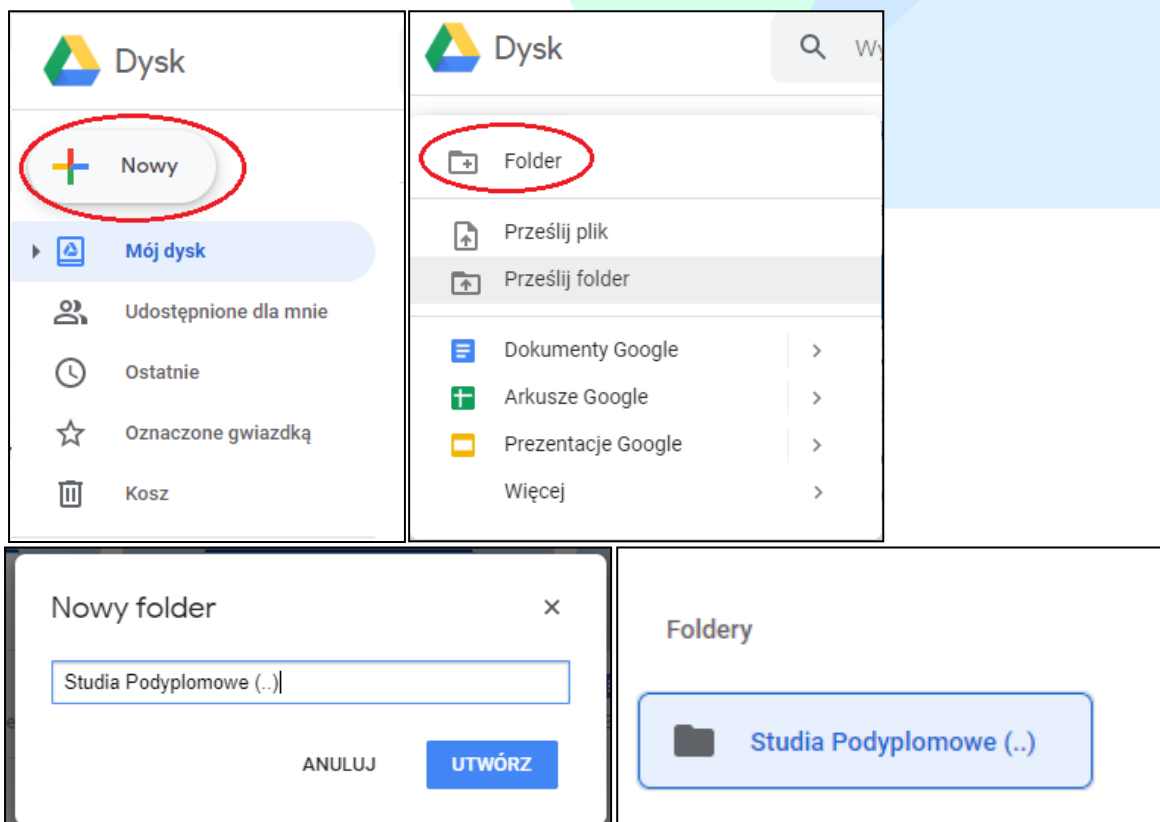 Dysk
Nowy
Mój dysk
Udostępnione dla mnie
Ostatnie
Oznaczone gwiazdką
Kosz
Dysk
Folder
Prześlij plik
Prześlij folder
Dokumenty Google
Arkusze Google
Prezentacje Google
Więcej
Nowy folder
Studia Podyplomowe (..)
ANULUJ UTWÓRZ
Foldery
Studia Podyplomowe (..)